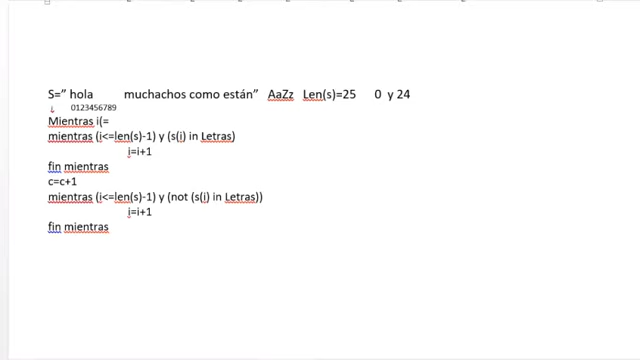 S=” hola muchachos como están” AaZz Len(s)=25 0 y 24
0123456789
Mientras i(=
mientras (i<=len(s)-1) y (s(i) in Letras)
i=i+1
fin mientras
c=c+1
mientras (i<=len(s)-1) y (not (s(i) in Letras))
i=i+1
fin mientras